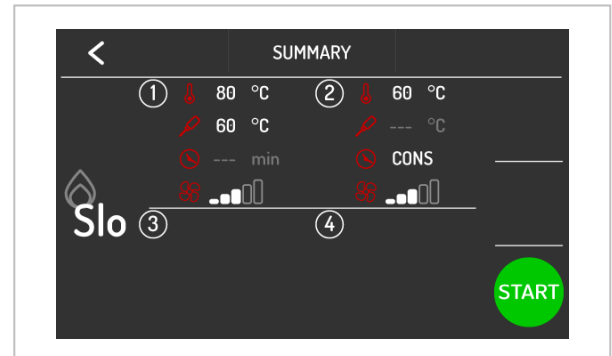 SUMMARY
1 80 °C 2 60 °C
60 °C --- °C
--- min CONS
Slo 3 4
START